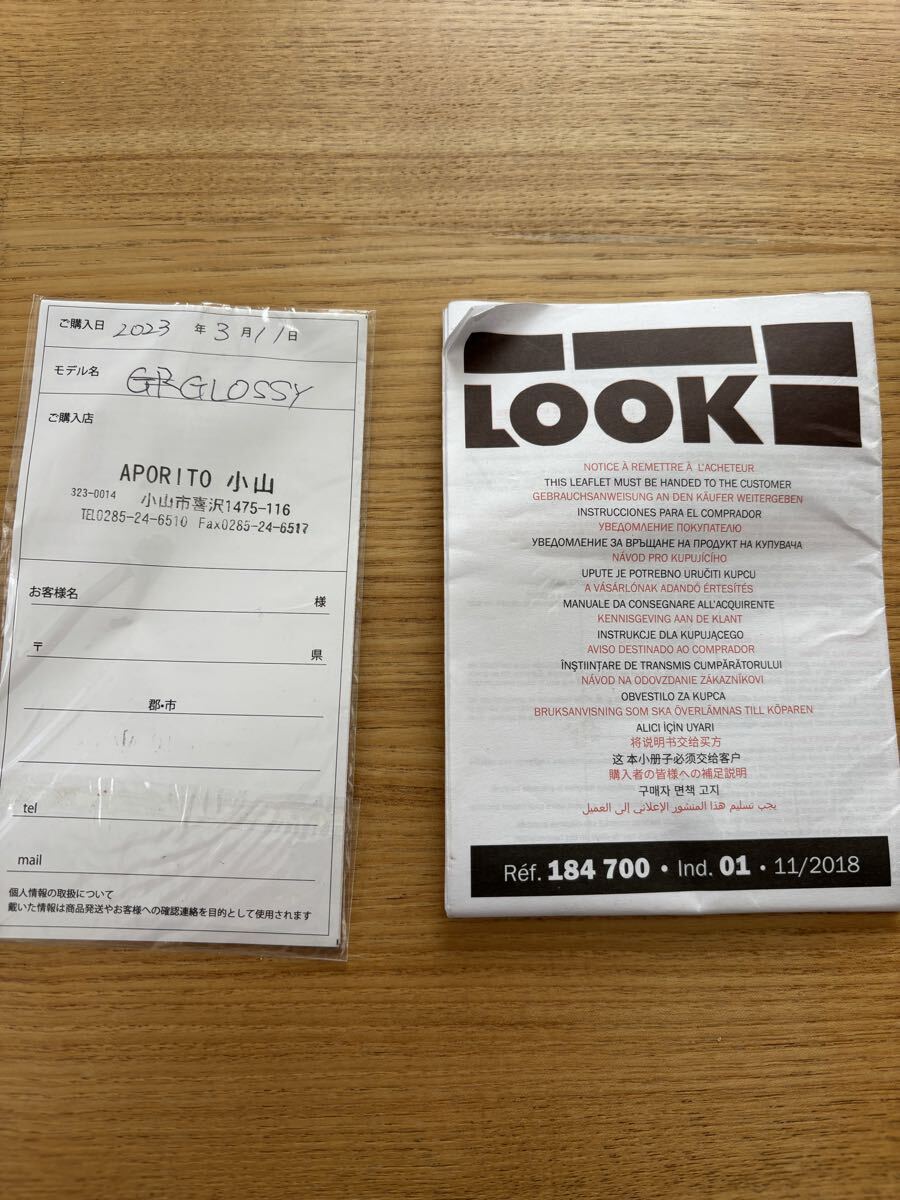 ご購入日 2023 年 3 月 11 日
モデル名 GR GLOSSY
ご購入店
APORITO 小山
323-0014 小山市喜沢1475-116
TEL0285-24-6510 Fax0285-24-6517
お客様名 様
〒 県
郡・市
tel
mail
個人情報の取扱について
戴いた情報は商品発送やお客様への確認連絡を目的として使用されます
LOOK
NOTICE À REMETTRE À L'ACHETEUR
THIS LEAFLET MUST BE HANDED TO THE CUSTOMER
GEBRAUCHSANWEISUNG AN DEN KÄUFER WEITERGEBEN
INSTRUCCIONES PARA EL COMPRADOR
УВЕДОМЛЕНИЕ ПОКУПАТЕЛЮ
УВЕДОМЛЕНИЕ ЗА ВРЪЩАНЕ НА ПРОДУКТ НА КУПУВАЧА
NÁVOD PRO KUPUJÍCÍHO
UPUTE JE POTREBNO URUČITI KUPCU
A VÁSÁRLÓNAK ADANDÓ ÉRTESÍTÉS
MANUALE DA CONSEGNARE ALL'ACQUIRENTE
KENNISGEVING AAN DE KLANT
INSTRUKCJE DLA KUPUJĄCEGO
AVISO DESTINADO AO COMPRADOR
ÎNȘTIINȚARE DE TRANSMIS CUMPĂRĂTORULUI
NÁVOD NA ODOVZDANIE ZÁKAZNÍKOVI
OBVESTILO ZA KUPCA
BRUKSANVISNING SOM SKA ÖVERLÄMNAS TILL KÖPAREN
ALICI İÇİN UYARI
将说明书交给买方
这 本小册子必须交给客户
購入者の皆様への補足説明
구매자 면책 고지
يجب تسليم هذا المنشور الإعلاني إلى العميل
Réf. 184 700 • Ind. 01 • 11/2018